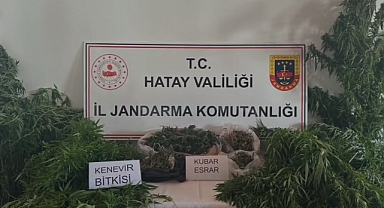 T.C.
HATAY VALİLİĞİ
İL JANDARMA KOMUTANLIĞI
KENEVİR
BİTKİSİ
KUBAR
ESRAR